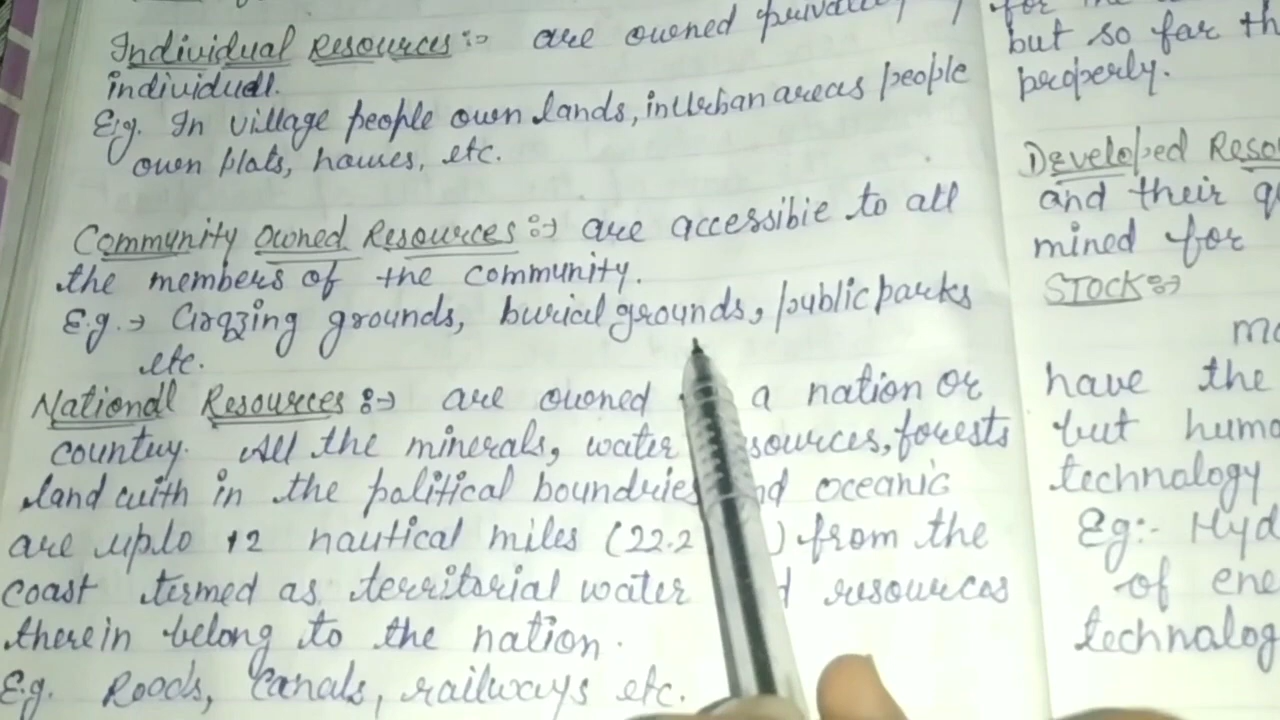 Individual Resources :→ are owned privately
individual.
E.g. In village people own lands, in Urban areas people
own plats, houses, etc.
Community Owned Resources :→ are accessible to all
the members of the community.
E.g. → Grazing grounds, burial grounds, public parks
etc.
National Resources :→ are owned a nation or
country. All the minerals, water sources, forests
land with in the political boundries nd oceanic
are upto 12 nautical miles (22.2 ) from the
coast termed as territorial water d resources
therein belong to the nation.
E.g. Roads, Canals, railways etc.
but so far th
properly.
Developed Reso
and their q
mined for
STOCK :→
have the
but huma
technology
Eg:- Hyd
of ene
technolog